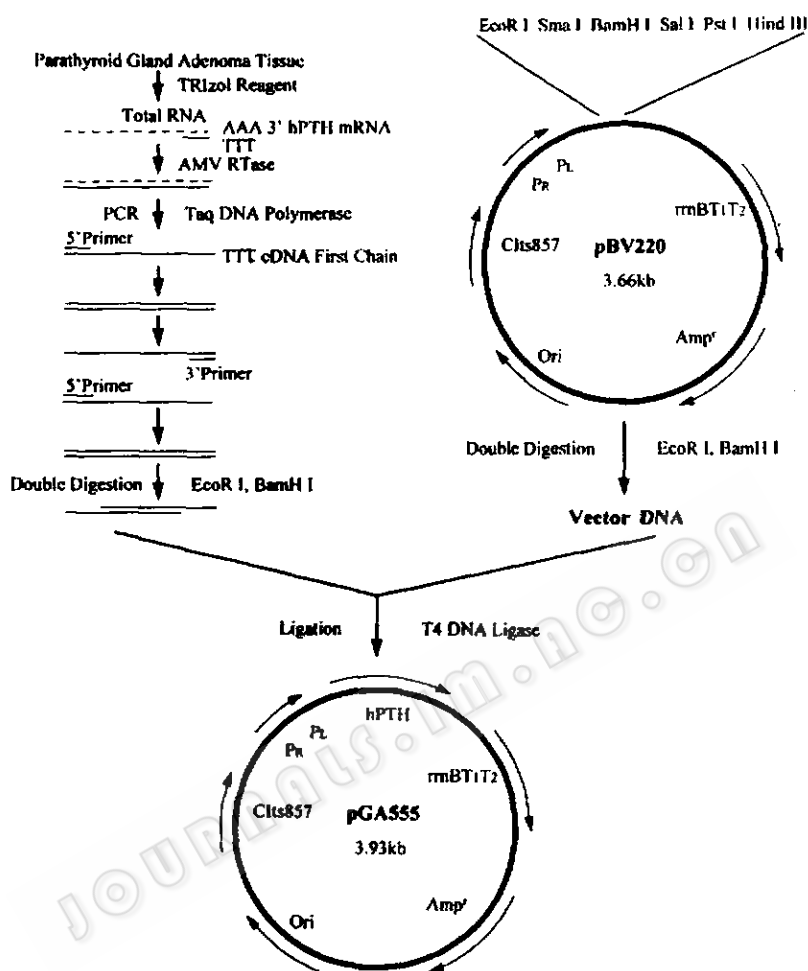 EcoR I Sma I BamH I Sal I Pst I Hind III
Parathyroid Gland Adenoma Tissue
TRIzol Reagent
Total RNA
AAA 3' hPTH mRNA
TTT
AMV RTase
PCR Taq DNA Polymerase
5'Primer
TTT cDNA First Chain
3'Primer
5'Primer
Double Digestion EcoR I, BamH I
PR PL
rrnBT1T2
CIts857
pBV220
3.66kb
Ampr
Ori
Double Digestion EcoR I, BamH I
Vector DNA
Ligation T4 DNA Ligase
hPTH
PR PL
rrnBT1T2
CIts857
pGA555
3.93kb
Ampr
Ori
JOURNALS.IM.AC.CN